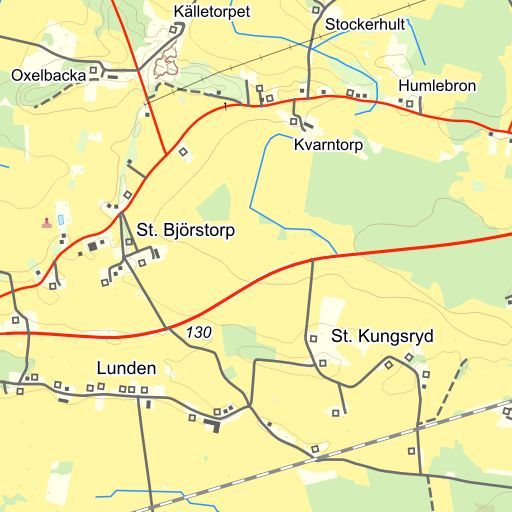 Källetorpet
Stockerhult
Oxelbacka
Humlebron
Kvarntorp
St. Björstorp
130
St. Kungsryd
Lunden